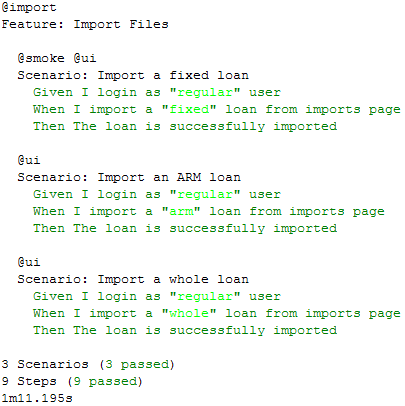 @import
Feature: Import Files
@smoke @ui
Scenario: Import a fixed loan
Given I login as "regular" user
When I import a "fixed" loan from imports page
Then The loan is successfully imported
@ui
Scenario: Import an ARM loan
Given I login as "regular" user
When I import a "arm" loan from imports page
Then The loan is successfully imported
@ui
Scenario: Import a whole loan
Given I login as "regular" user
When I import a "whole" loan from imports page
Then The loan is successfully imported
3 Scenarios (3 passed)
9 Steps (9 passed)
1m11.195s